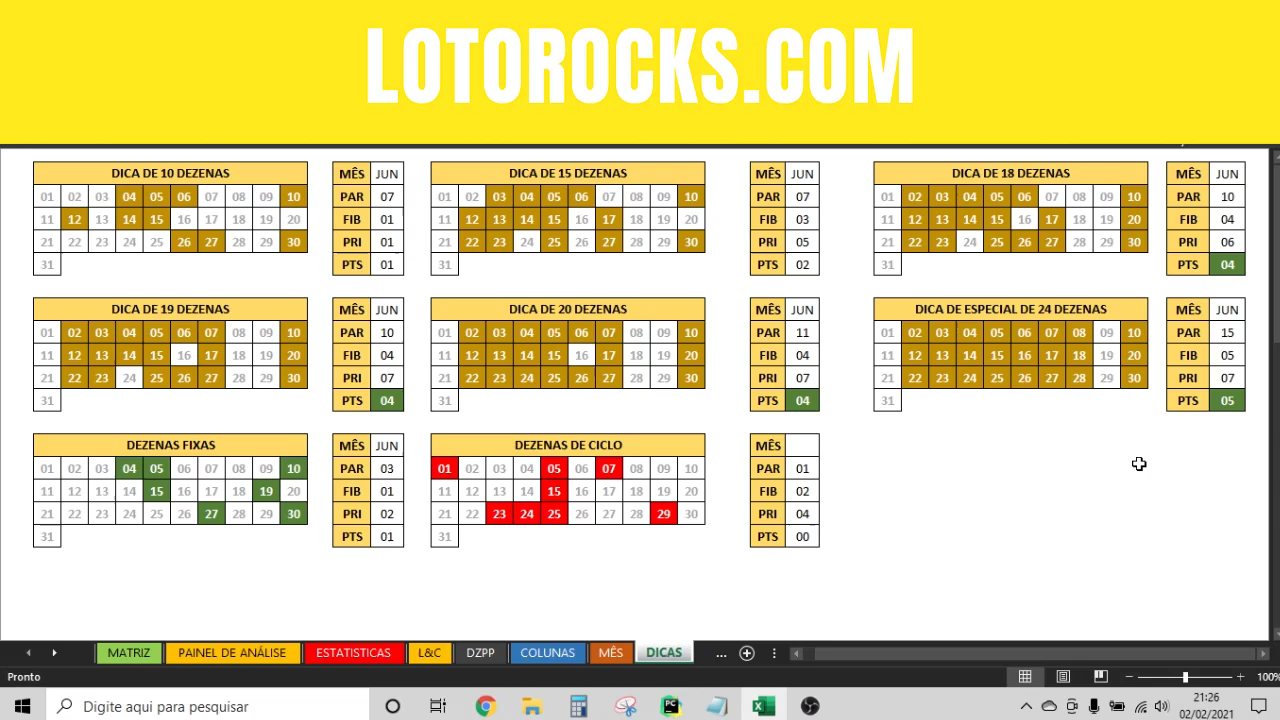 LOTOROCKS.COM
DICA DE 10 DEZENAS
01 02 03 04 05 06 07 08 09 10
11 12 13 14 15 16 17 18 19 20
21 22 23 24 25 26 27 28 29 30
31
MÊS JUN
PAR 07
FIB 01
PRI 01
PTS 01
DICA DE 15 DEZENAS
01 02 03 04 05 06 07 08 09 10
11 12 13 14 15 16 17 18 19 20
21 22 23 24 25 26 27 28 29 30
31
MÊS JUN
PAR 07
FIB 03
PRI 05
PTS 02
DICA DE 18 DEZENAS
01 02 03 04 05 06 07 08 09 10
11 12 13 14 15 16 17 18 19 20
21 22 23 24 25 26 27 28 29 30
31
MÊS JUN
PAR 10
FIB 04
PRI 06
PTS 04
DICA DE 19 DEZENAS
01 02 03 04 05 06 07 08 09 10
11 12 13 14 15 16 17 18 19 20
21 22 23 24 25 26 27 28 29 30
31
MÊS JUN
PAR 10
FIB 04
PRI 07
PTS 04
DICA DE 20 DEZENAS
01 02 03 04 05 06 07 08 09 10
11 12 13 14 15 16 17 18 19 20
21 22 23 24 25 26 27 28 29 30
31
MÊS JUN
PAR 11
FIB 04
PRI 07
PTS 04
DICA DE ESPECIAL DE 24 DEZENAS
01 02 03 04 05 06 07 08 09 10
11 12 13 14 15 16 17 18 19 20
21 22 23 24 25 26 27 28 29 30
31
MÊS JUN
PAR 15
FIB 05
PRI 07
PTS 05
DEZENAS FIXAS
01 02 03 04 05 06 07 08 09 10
11 12 13 14 15 16 17 18 19 20
21 22 23 24 25 26 27 28 29 30
31
MÊS JUN
PAR 03
FIB 01
PRI 02
PTS 01
DEZENAS DE CICLO
01 02 03 04 05 06 07 08 09 10
11 12 13 14 15 16 17 18 19 20
21 22 23 24 25 26 27 28 29 30
31
MÊS
PAR 01
FIB 02
PRI 04
PTS 00
MATRIZ PAINEL DE ANÁLISE ESTATISTICAS L&C DZPP COLUNAS MÊS DICAS ...
Pronto 100%
Digite aqui para pesquisar
21:26
02/02/2021